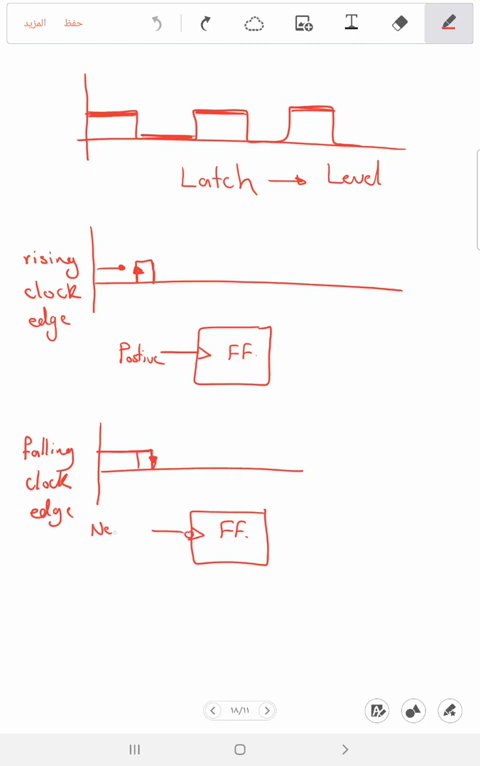 المزيد حفظ T
Latch → Level
rising
clock
edge
Postive FF.
falling
clock
edge
Ne FF.
١٨/١١